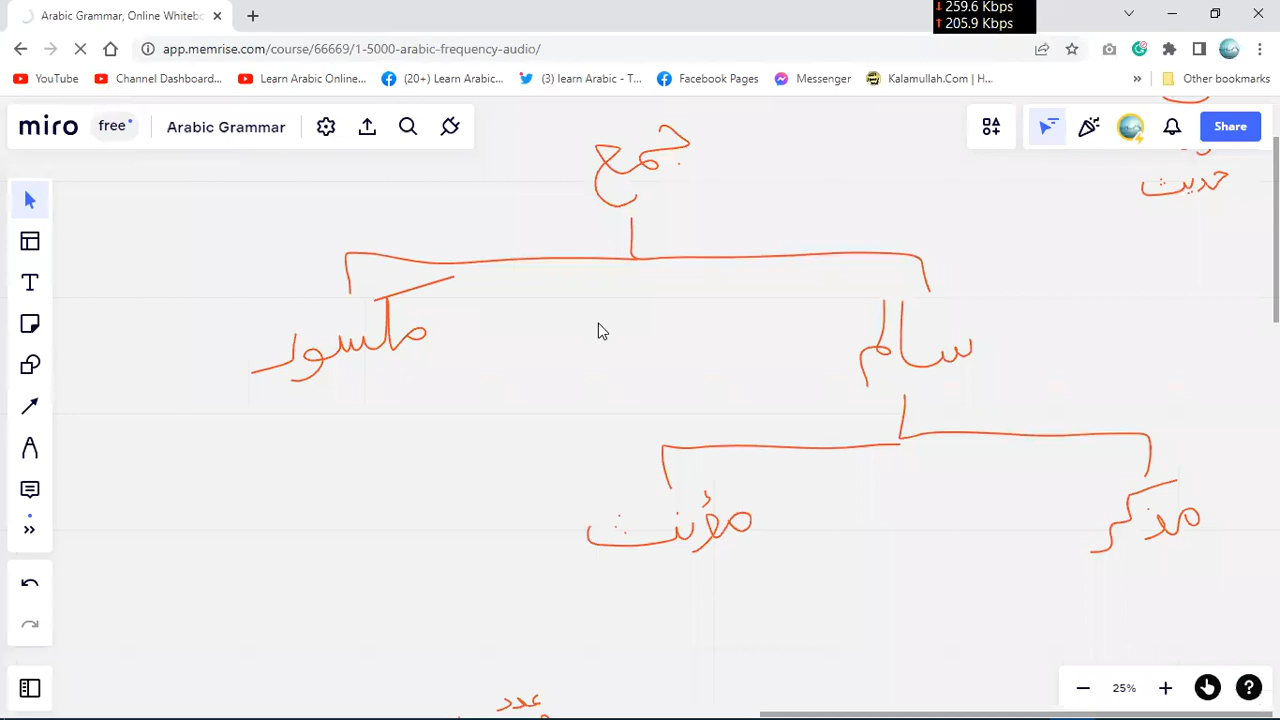 Arabic Grammar, Online Whiteb
259.6 Kbps
205.9 Kbps
app.memrise.com/course/66069/1-5000-arabic-frequency-audio/
YouTube
Channel Dashboard...
Learn Arabic Online...
(20+) Learn Arabic...
(3) learn Arabic - T...
Facebook Pages
Messenger
Kalamullah.Com | H...
»
Other bookmarks
miro
free
Arabic Grammar
Share
جمع
حديث
سالم
مكسور
مذكر
مؤنث
عدد
25%